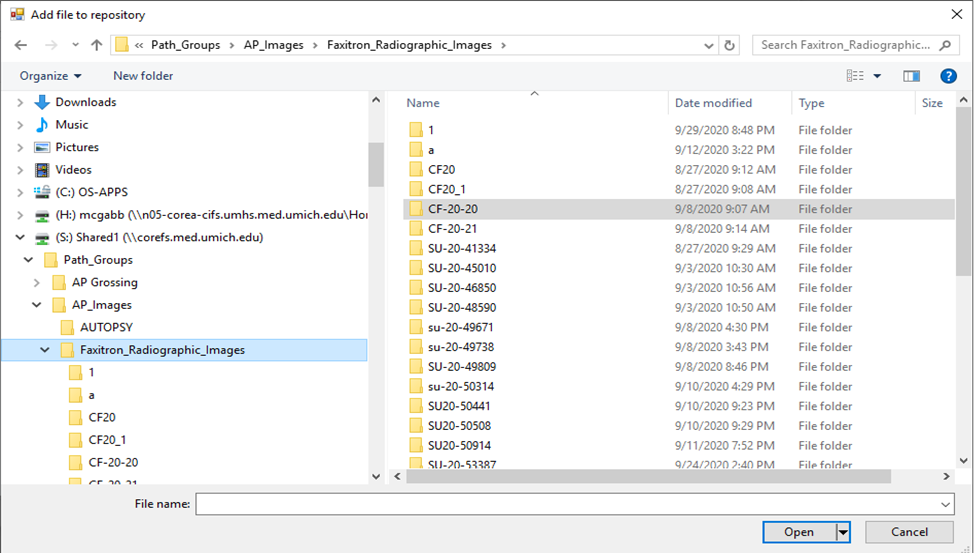 Add file to repository
« Path_Groups > AP_Images > Faxitron_Radiographic_Images >
Search Faxitron_Radiographic...
Organize
New folder
Downloads
Music
Pictures
Videos
(C:) OS-APPS
(H:) mcgabb (\\n05-corea-cifs.umhs.med.umich.edu\Hor
(S:) Shared1 (\\corefs.med.umich.edu)
Path_Groups
AP Grossing
AP_Images
AUTOPSY
Faxitron_Radiographic_Images
1
a
CF20
CF20_1
CF-20-20
CF-20-21
Name Date modified Type Size
1 9/29/2020 8:48 PM File folder
a 9/12/2020 3:22 PM File folder
CF20 8/27/2020 9:12 AM File folder
CF20_1 8/27/2020 9:08 AM File folder
CF-20-20 9/8/2020 9:07 AM File folder
CF-20-21 9/8/2020 9:14 AM File folder
SU-20-41334 8/27/2020 9:29 AM File folder
SU-20-45010 9/3/2020 10:30 AM File folder
SU-20-46850 9/3/2020 10:56 AM File folder
SU-20-48590 9/3/2020 10:50 AM File folder
su-20-49671 9/8/2020 4:30 PM File folder
su-20-49738 9/8/2020 3:43 PM File folder
SU-20-49809 9/8/2020 8:46 PM File folder
su-20-50314 9/10/2020 4:29 PM File folder
SU20-50441 9/10/2020 9:23 PM File folder
SU20-50508 9/10/2020 9:29 PM File folder
SU20-50914 9/11/2020 7:52 PM File folder
SU-20-53387 9/24/2020 2:40 PM File folder
File name:
Open
Cancel